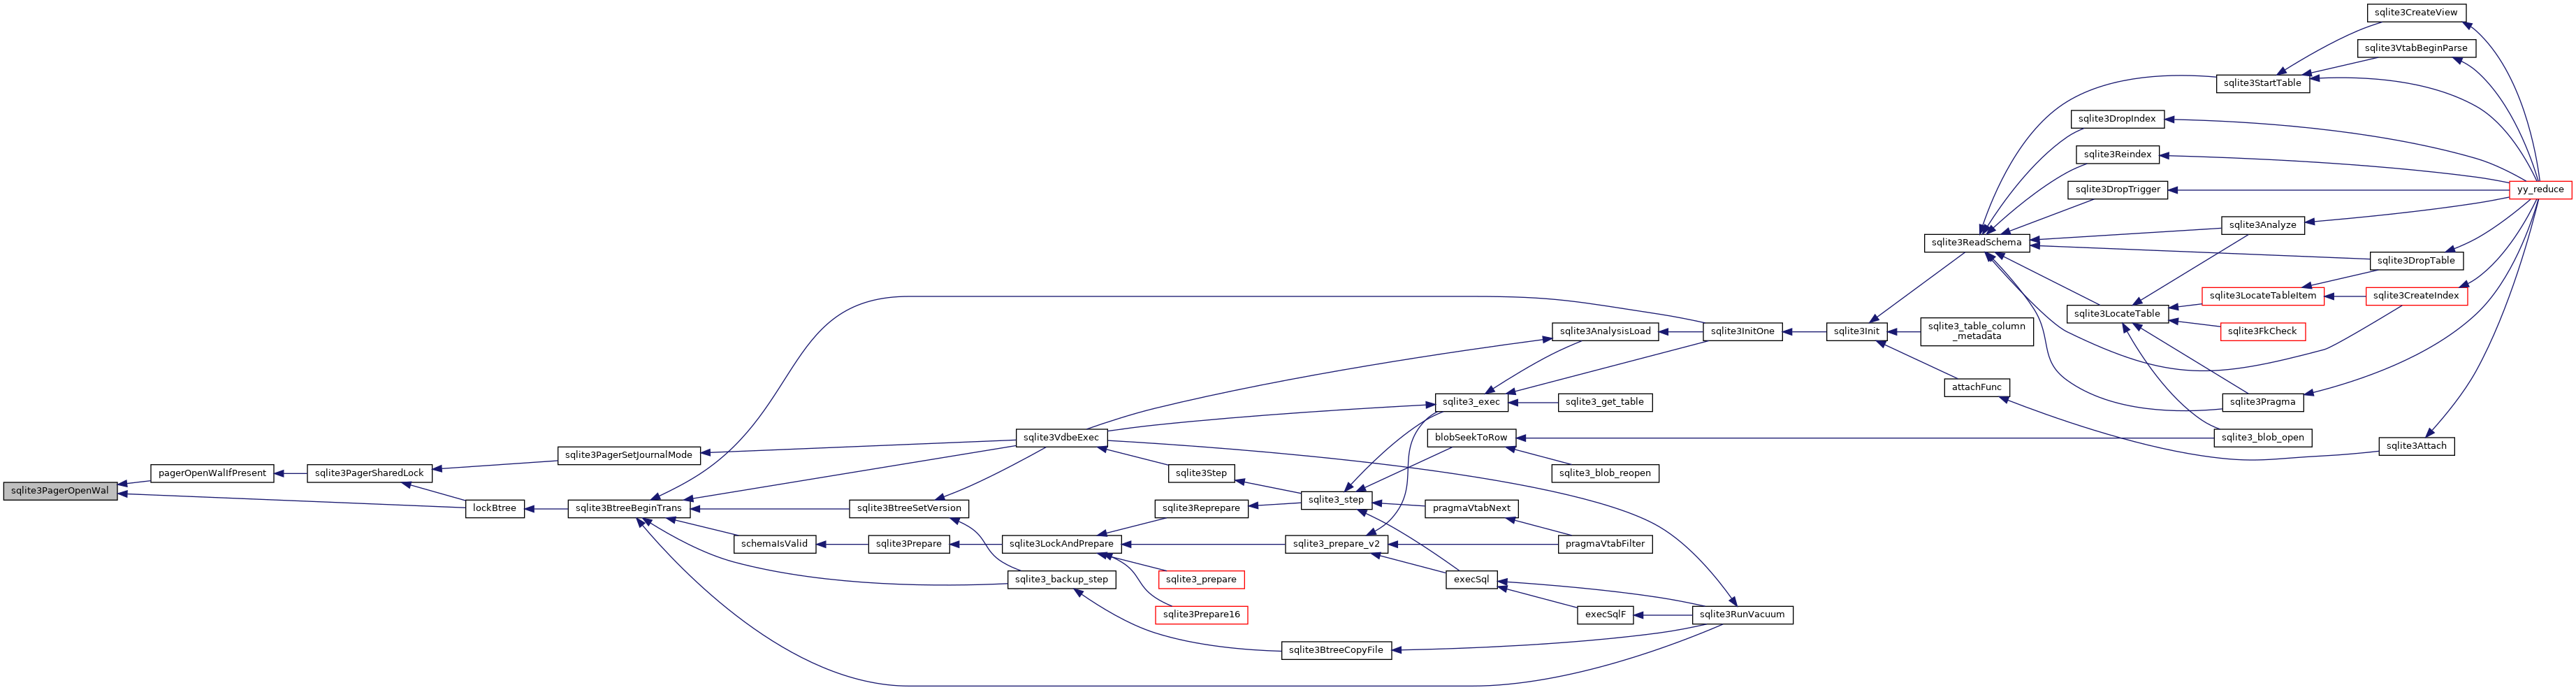 sqlite3CreateView
sqlite3VtabBeginParse
sqlite3StartTable
sqlite3DropIndex
sqlite3Reindex
sqlite3DropTrigger
yy_reduce
sqlite3Analyze
sqlite3ReadSchema
sqlite3DropTable
sqlite3LocateTableItem
sqlite3CreateIndex
sqlite3LocateTable
sqlite3AnalysisLoad
sqlite3InitOne
sqlite3Init
sqlite3_table_column
_metadata
sqlite3FkCheck
attachFunc
sqlite3_exec
sqlite3_get_table
sqlite3Pragma
sqlite3VdbeExec
blobSeekToRow
sqlite3_blob_open
sqlite3Attach
sqlite3PagerSetJournalMode
pagerOpenWalIfPresent
sqlite3PagerSharedLock
sqlite3Step
sqlite3_blob_reopen
sqlite3PagerOpenWal
sqlite3_step
lockBtree
sqlite3BtreeBeginTrans
sqlite3BtreeSetVersion
sqlite3Reprepare
pragmaVtabNext
schemaIsValid
sqlite3Prepare
sqlite3LockAndPrepare
sqlite3_prepare_v2
pragmaVtabFilter
sqlite3_backup_step
sqlite3_prepare
execSql
sqlite3Prepare16
execSqlF
sqlite3RunVacuum
sqlite3BtreeCopyFile